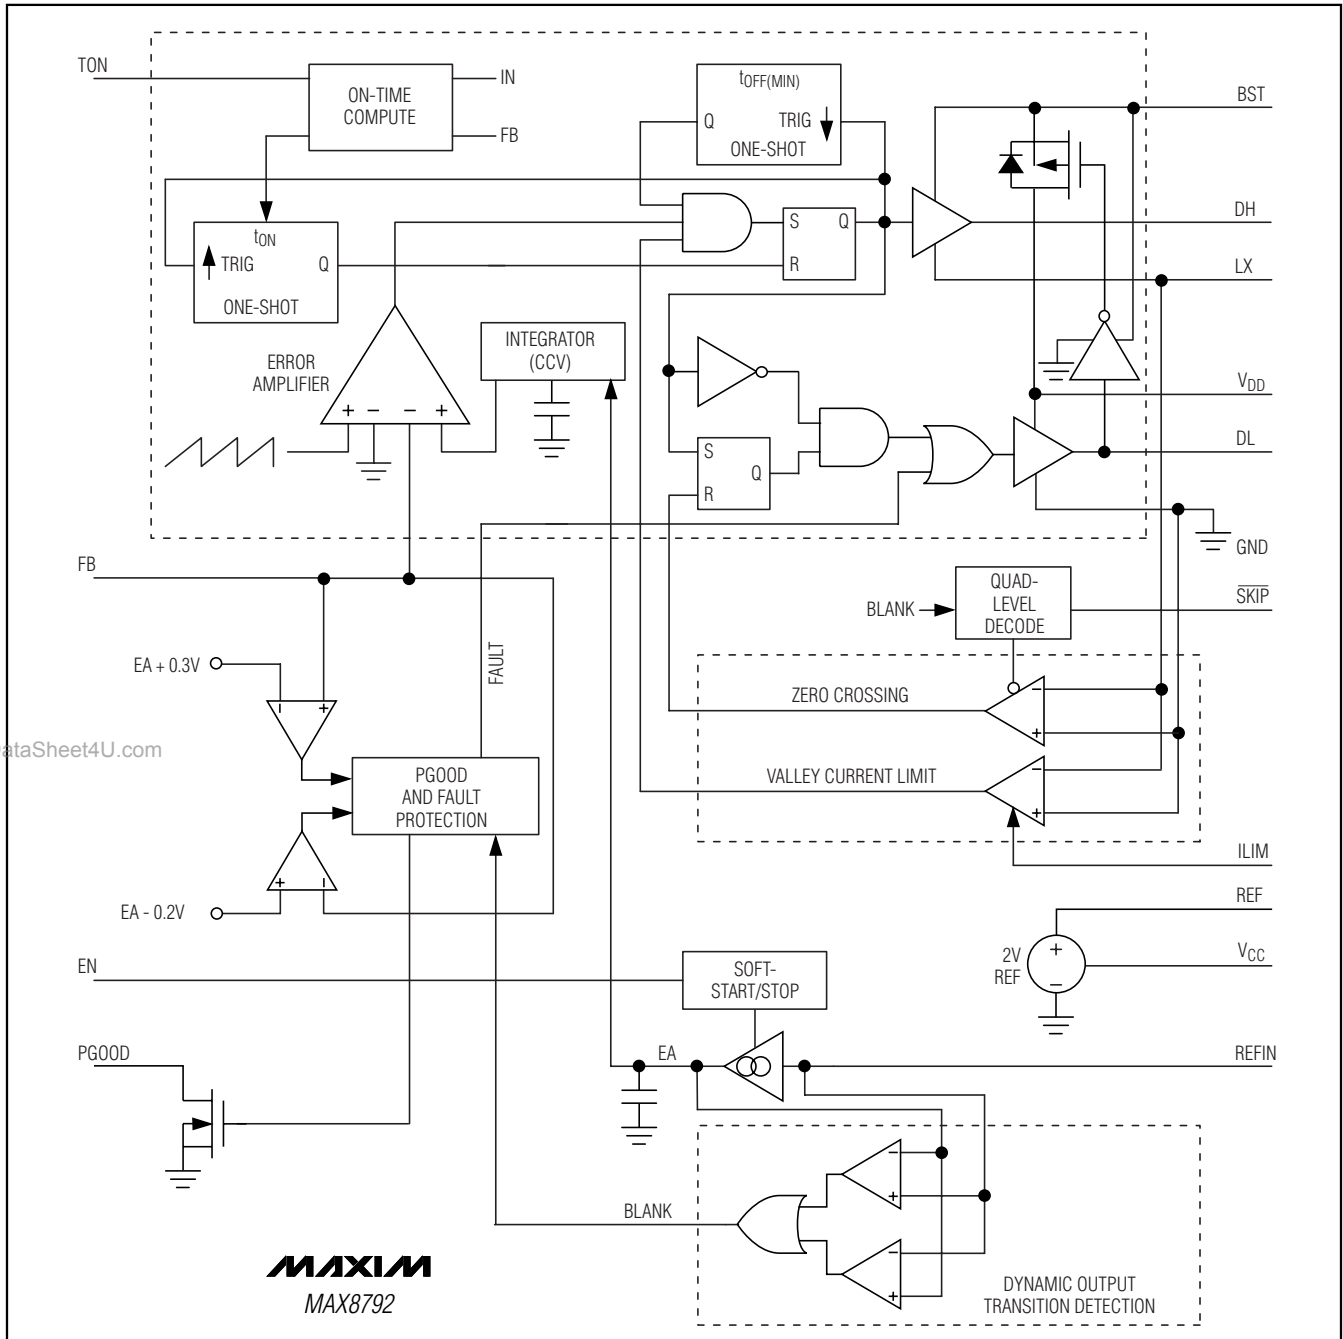 TON
ON-TIME
COMPUTE
IN
FB
tOFF(MIN)
Q
TRIG
ONE-SHOT
BST
tON
TRIG
Q
ONE-SHOT
S
Q
R
DH
LX
ERROR
AMPLIFIER
+
−
−
+
INTEGRATOR
(CCV)
S
Q
R
VDD
DL
GND
FB
BLANK
QUAD-
LEVEL
DECODE
SKIP
EA + 0.3V
−
+
FAULT
ZERO CROSSING
−
+
DataSheet4U.com
PGOOD
AND FAULT
PROTECTION
VALLEY CURRENT LIMIT
−
+
ILIM
EA - 0.2V
+
−
REF
2V
REF
+
−
VCC
EN
SOFT-
START/STOP
PGOOD
EA
REFIN
−
+
BLANK
−
+
DYNAMIC OUTPUT
TRANSITION DETECTION
MAXIM
MAX8792